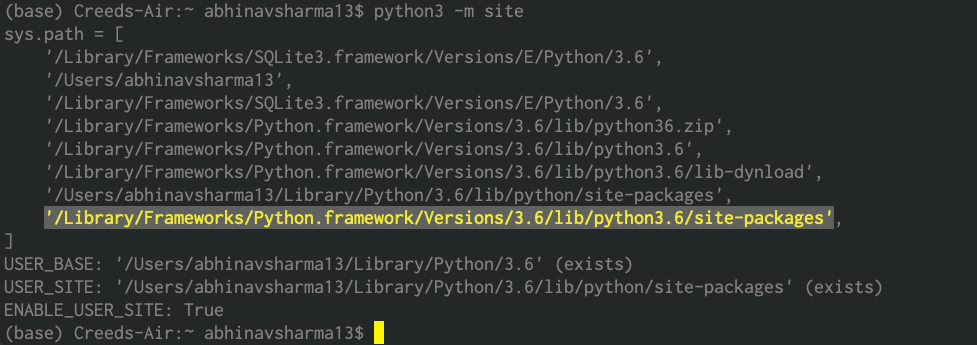 (base) Creeds-Air:~ abhinavsharma13$ python3 -m site
sys.path = [
    '/Library/Frameworks/SQLite3.framework/Versions/E/Python/3.6',
    '/Users/abhinavsharma13',
    '/Library/Frameworks/SQLite3.framework/Versions/E/Python/3.6',
    '/Library/Frameworks/Python.framework/Versions/3.6/lib/python36.zip',
    '/Library/Frameworks/Python.framework/Versions/3.6/lib/python3.6',
    '/Library/Frameworks/Python.framework/Versions/3.6/lib/python3.6/lib-dynload',
    '/Users/abhinavsharma13/Library/Python/3.6/lib/python/site-packages',
    '/Library/Frameworks/Python.framework/Versions/3.6/lib/python3.6/site-packages',
]
USER_BASE: '/Users/abhinavsharma13/Library/Python/3.6' (exists)
USER_SITE: '/Users/abhinavsharma13/Library/Python/3.6/lib/python/site-packages' (exists)
ENABLE_USER_SITE: True
(base) Creeds-Air:~ abhinavsharma13$